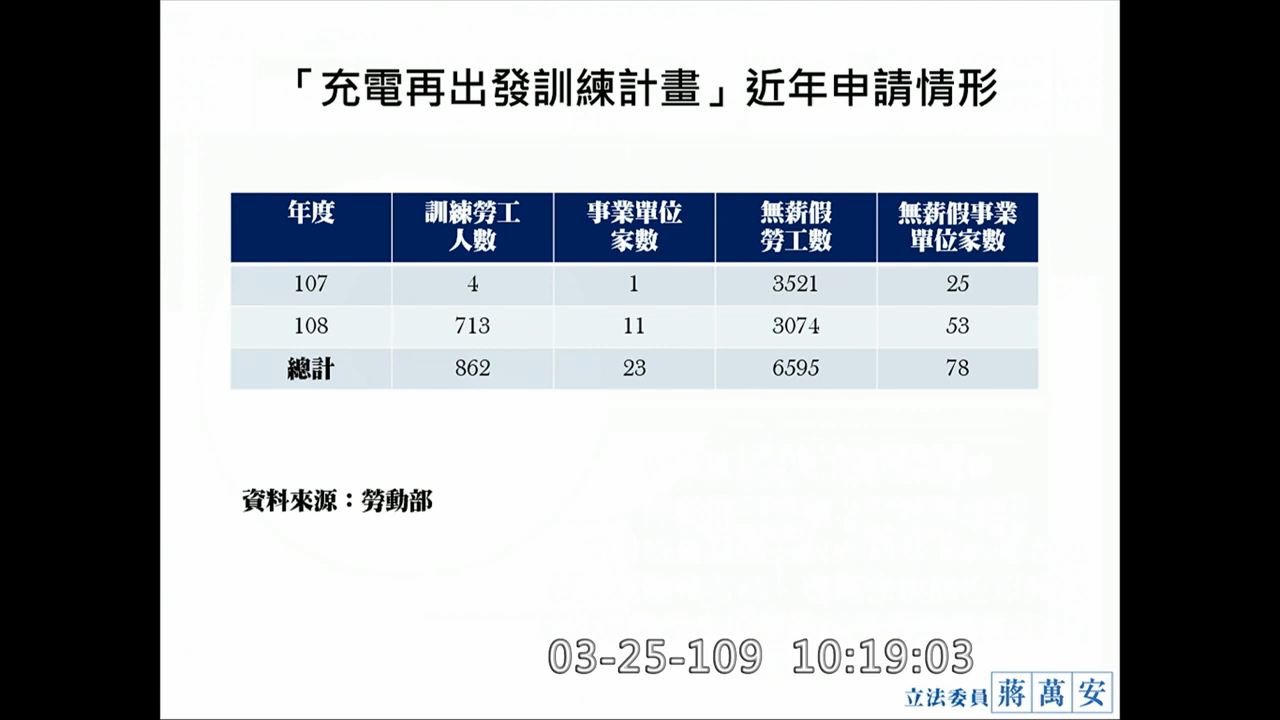 「充電再出發訓練計畫」近年申請情形
年度 訓練勞工人數 事業單位家數 無薪假勞工數 無薪假事業單位家數
107 4 1 3521 25
108 713 11 3074 53
總計 862 23 6595 78
資料來源：勞動部
03-25-109 10:19:03
立法委員 蔣萬安